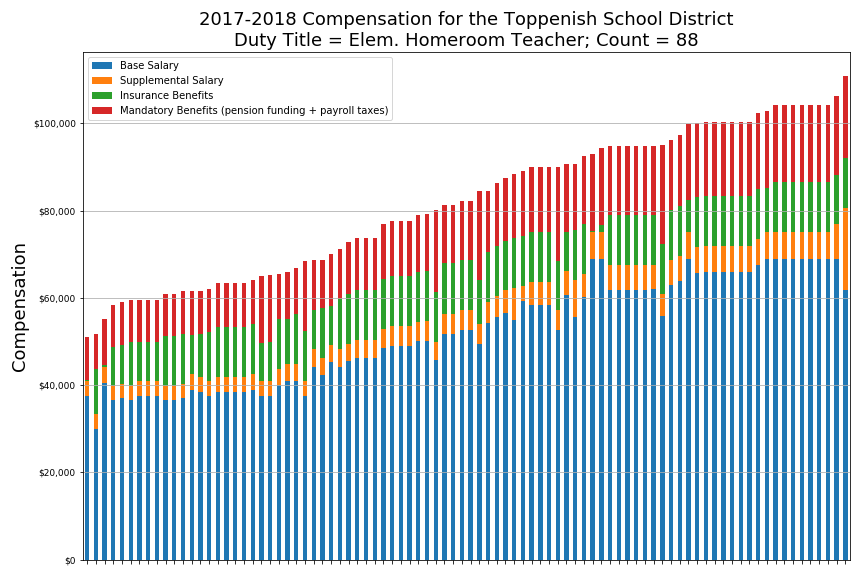 2017-2018 Compensation for the Toppenish School District
Duty Title = Elem. Homeroom Teacher; Count = 88
Base Salary
Supplemental Salary
Insurance Benefits
Mandatory Benefits (pension funding + payroll taxes)
$100,000
$80,000
$60,000
$40,000
$20,000
$0
Compensation